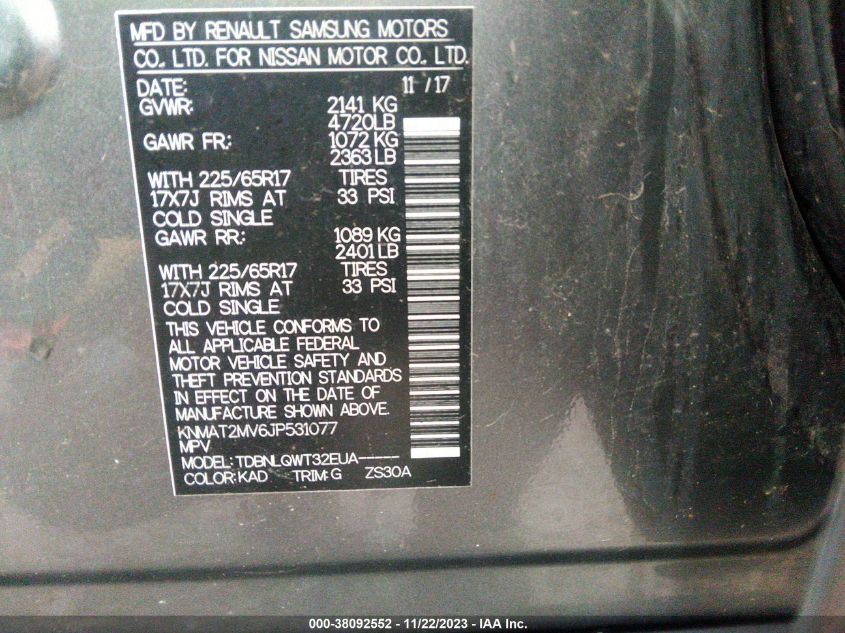 MFD BY RENAULT SAMSUNG MOTORS
CO., LTD. FOR NISSAN MOTOR CO., LTD.
DATE: 11 / 17
GVWR: 2141 KG
4720LB
GAWR FR: 1072 KG
2363 LB
WITH 225/65R17 TIRES
17X7J RIMS AT 33 PSI
COLD SINGLE
GAWR RR: 1089 KG
2401 LB
WITH 225/65R17 TIRES
17X7J RIMS AT 33 PSI
COLD SINGLE
THIS VEHICLE CONFORMS TO
ALL APPLICABLE FEDERAL
MOTOR VEHICLE SAFETY AND
THEFT PREVENTION STANDARDS
IN EFFECT ON THE DATE OF
MANUFACTURE SHOWN ABOVE.
KNMAT2MV6JP531077
MPV
MODEL: TDBNLQWT32EUA-----
COLOR: KAD TRIM: G ZS30A
000-38092552 - 11/22/2023 - IAA Inc.